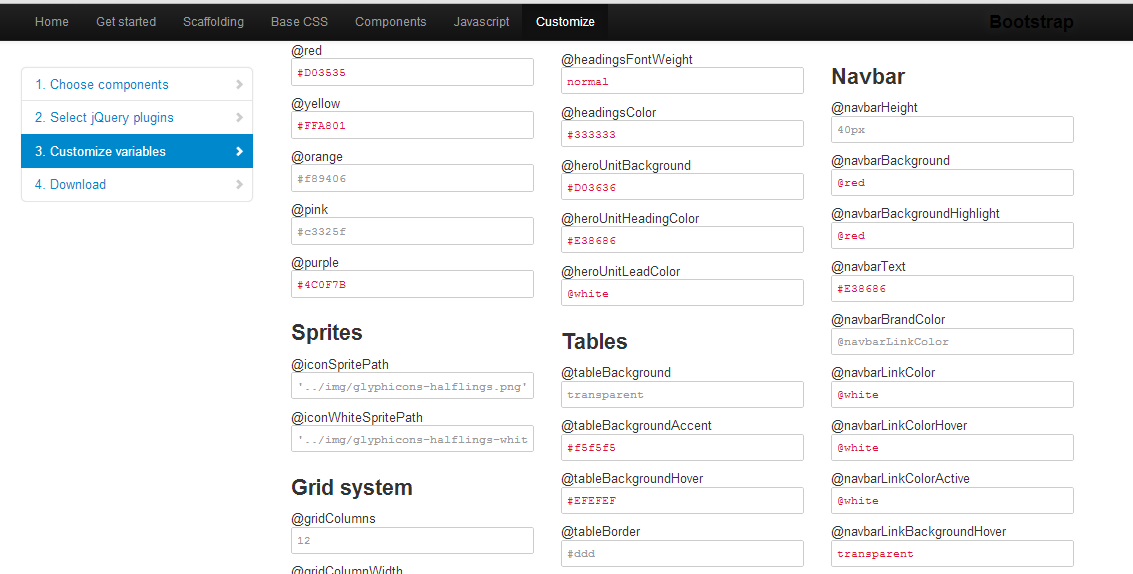 Home Get started Scaffolding Base CSS Components Javascript Customize Bootstrap
1. Choose components
2. Select jQuery plugins
3. Customize variables
4. Download
@red
#D03535
@yellow
#FFA801
@orange
#f89406
@pink
#c3325f
@purple
#4C0F7B
Sprites
@iconSpritePath
'../img/glyphicons-halflings.png'
@iconWhiteSpritePath
'../img/glyphicons-halflings-whit
Grid system
@gridColumns
12
@gridColumnWidth
@headingsFontWeight
normal
@headingsColor
#333333
@heroUnitBackground
#D03636
@heroUnitHeadingColor
#E38686
@heroUnitLeadColor
@white
Tables
@tableBackground
transparent
@tableBackgroundAccent
#f5f5f5
@tableBackgroundHover
#EFEFEF
@tableBorder
#ddd
Navbar
@navbarHeight
40px
@navbarBackground
@red
@navbarBackgroundHighlight
@red
@navbarText
#E38686
@navbarBrandColor
@navbarLinkColor
@navbarLinkColor
@white
@navbarLinkColorHover
@white
@navbarLinkColorActive
@white
@navbarLinkBackgroundHover
transparent